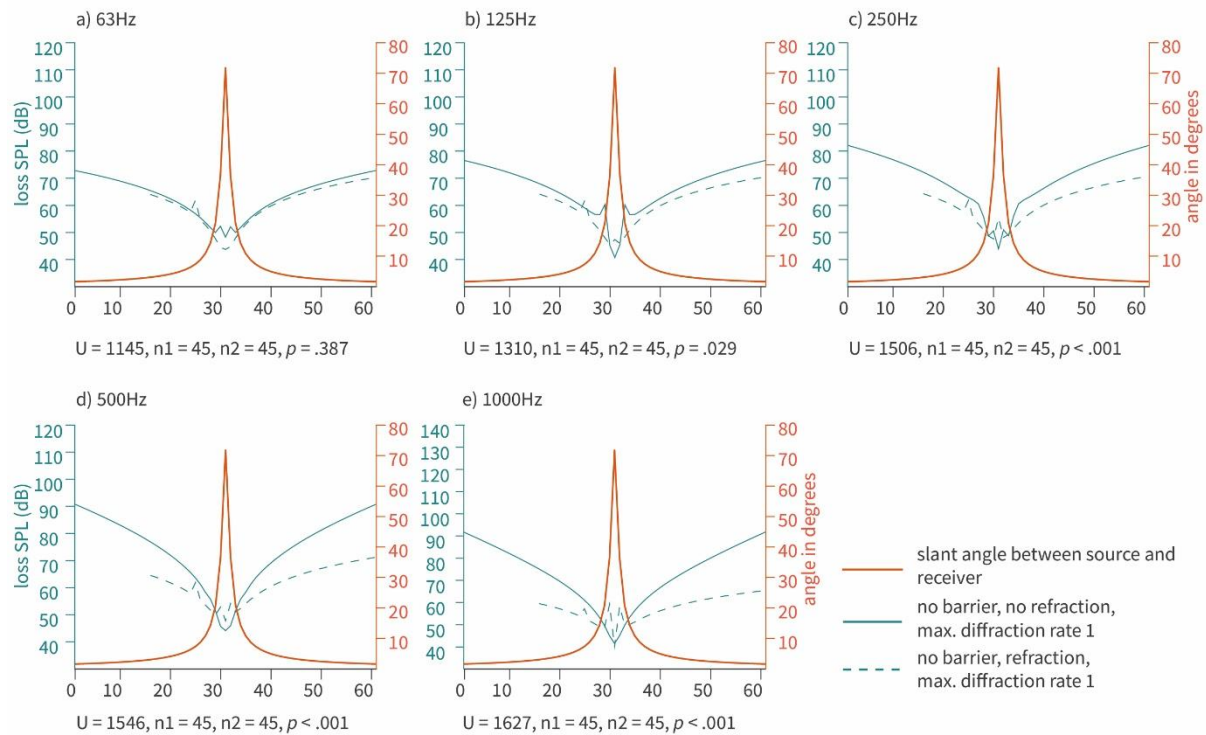 a) 63Hz
b) 125Hz
c) 250Hz
120 80 120 80 120 80
110 70 110 70 110 70
100 60 100 60 100 60
90 50 90 50 90 50
80 40 80 40 80 40
70 30 70 30 70 30
60 20 60 20 60 20
50 10 50 10 50 10
40 40 40
loss SPL (dB)
angle in degrees
0 10 20 30 40 50 60
0 10 20 30 40 50 60
0 10 20 30 40 50 60
U = 1145, n1 = 45, n2 = 45, p = .387
U = 1310, n1 = 45, n2 = 45, p = .029
U = 1506, n1 = 45, n2 = 45, p < .001
d) 500Hz
e) 1000Hz
120 80 140 80
110 70 130 70
100 60 120 60
90 50 110 50
80 40 100 40
70 30 90 30
60 20 80 20
50 10 70 10
40 60
50
40
loss SPL (dB)
angle in degrees
0 10 20 30 40 50 60
0 10 20 30 40 50 60
U = 1546, n1 = 45, n2 = 45, p < .001
U = 1627, n1 = 45, n2 = 45, p < .001
slant angle between source and
receiver
no barrier, no refraction,
max. diffraction rate 1
no barrier, refraction,
max. diffraction rate 1